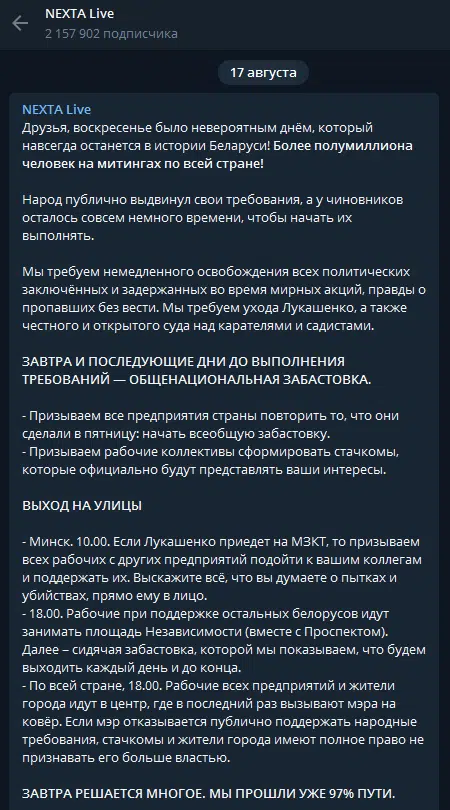 NEXTA Live
2 157 902 подписчика
17 августа
NEXTA Live
Друзья, воскресенье было невероятным днём, который
навсегда останется в истории Беларуси! Более полумиллиона
человек на митингах по всей стране!
Народ публично выдвинул свои требования, а у чиновников
осталось совсем немного времени, чтобы начать их
выполнять.
Мы требуем немедленного освобождения всех политических
заключённых и задержанных во время мирных акций, правды о
пропавших без вести. Мы требуем ухода Лукашенко, а также
честного и открытого суда над карателями и садистами.
ЗАВТРА И ПОСЛЕДУЮЩИЕ ДНИ ДО ВЫПОЛНЕНИЯ
ТРЕБОВАНИЙ — ОБЩЕНАЦИОНАЛЬНАЯ ЗАБАСТОВКА.
- Призываем все предприятия страны повторить то, что они
сделали в пятницу: начать всеобщую забастовку.
- Призываем рабочие коллективы сформировать стачкомы,
которые официально будут представлять ваши интересы.
ВЫХОД НА УЛИЦЫ
- Минск. 10.00. Если Лукашенко приедет на МЗКТ, то призываем
всех рабочих с других предприятий подойти к вашим коллегам
и поддержать их. Выскажите всё, что вы думаете о пытках и
убийствах, прямо ему в лицо.
- 18.00. Рабочие при поддержке остальных белорусов идут
занимать площадь Независимости (вместе с Проспектом).
Далее – сидячая забастовка, которой мы показываем, что будем
выходить каждый день и до конца.
- По всей стране, 18.00. Рабочие всех предприятий и жители
города идут в центр, где в последний раз вызывают мэра на
ковёр. Если мэр отказывается публично поддержать народные
требования, стачкомы и жители города имеют полное право не
признавать его больше властью.
ЗАВТРА РЕШАЕТСЯ МНОГОЕ. МЫ ПРОШЛИ УЖЕ 97% ПУТИ.